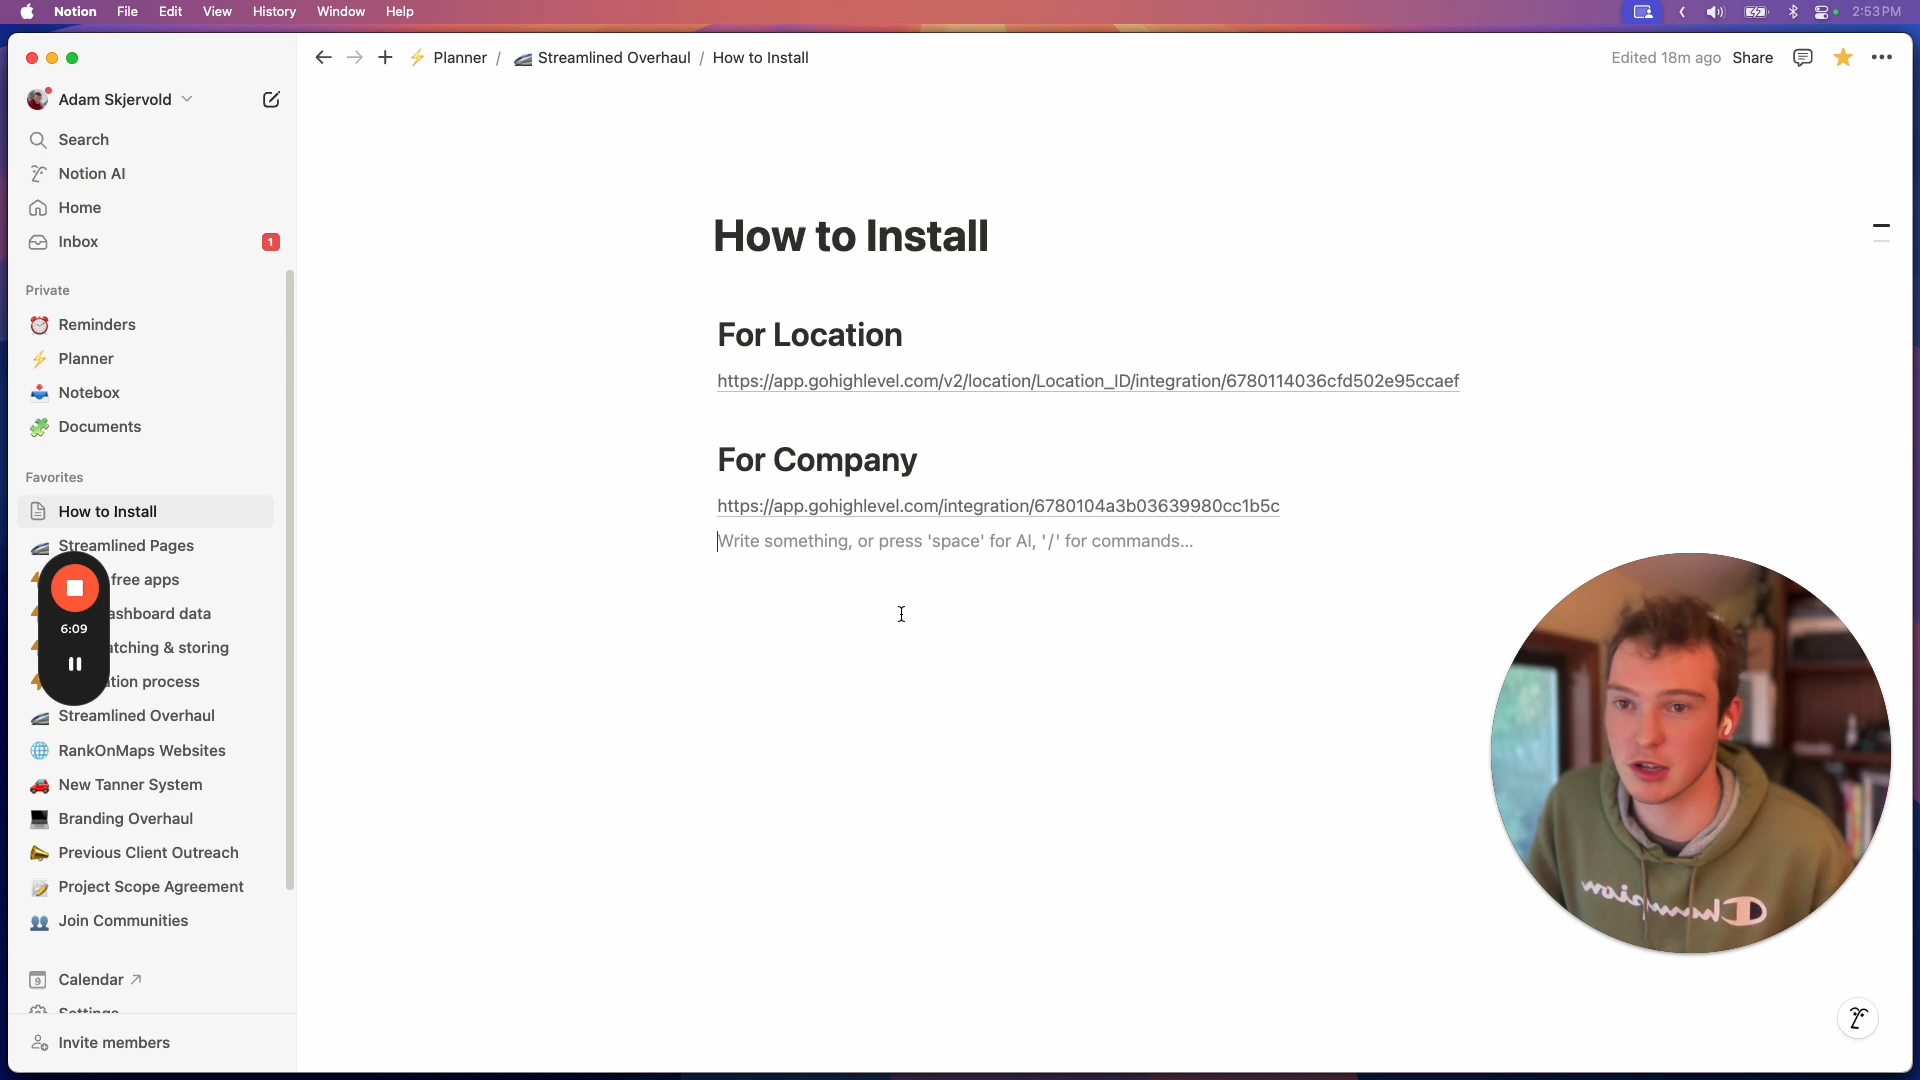 Notion File Edit View History Window Help 2:53 PM
Planner / Streamlined Overhaul / How to Install Edited 18m ago Share
Adam Skjervold
Search
Notion AI
Home
Inbox 1
Private
Reminders
Planner
Notebox
Documents
Favorites
How to Install
Streamlined Pages
free apps
ashboard data
atching & storing
tion process
Streamlined Overhaul
RankOnMaps Websites
New Tanner System
Branding Overhaul
Previous Client Outreach
Project Scope Agreement
Join Communities
9 Calendar
Settings
Invite members
6:09
How to Install
For Location
https://app.gohighlevel.com/v2/location/Location_ID/integration/6780114036cfd502e95ccaef
For Company
https://app.gohighlevel.com/integration/6780104a3b03639980cc1b5c
Write something, or press 'space' for AI, '/' for commands...
Champion